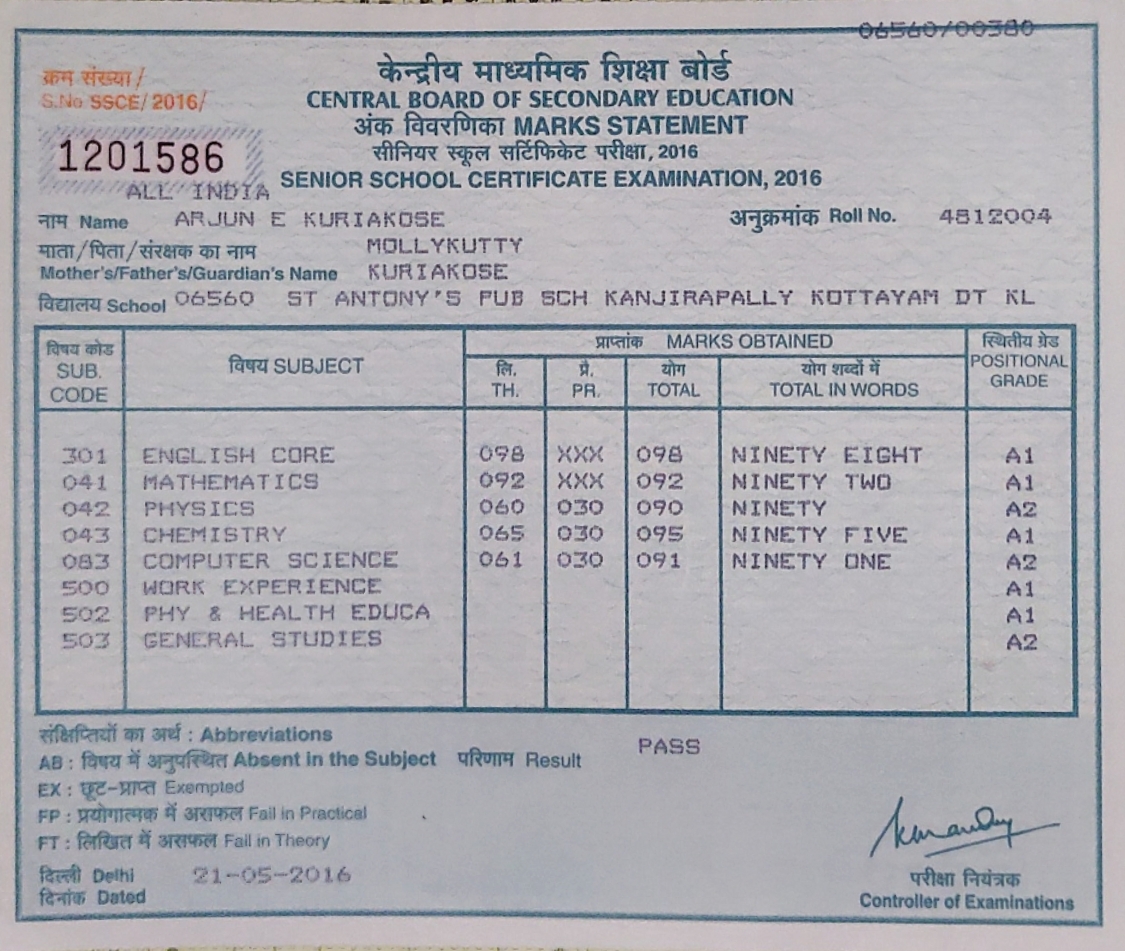 06560/00380
क्रम संख्या/
S.No SSCE/2016/
1201586
केन्द्रीय माध्यमिक शिक्षा बोर्ड
CENTRAL BOARD OF SECONDARY EDUCATION
अंक विवरणिका MARKS STATEMENT
सीनियर स्कूल सर्टिफिकेट परीक्षा, 2016
ALL INDIA SENIOR SCHOOL CERTIFICATE EXAMINATION, 2016
नाम Name ARJUN E KURIAKOSE अनुक्रमांक Roll No. 4812004
माता/पिता/संरक्षक का नाम MOLLYKUTTY
Mother's/Father's/Guardian's Name KURIAKOSE
विद्यालय School 06560 ST ANTONY'S PUB SCH KANJIRAPALLY KOTTAYAM DT KL
विषय कोड SUB. CODE विषय SUBJECT प्राप्तांक MARKS OBTAINED स्थितीय ग्रेड POSITIONAL GRADE
लि. TH. प्रै. PR. योग TOTAL योग शब्दों में TOTAL IN WORDS
301 ENGLISH CORE 098 XXX 098 NINETY EIGHT A1
041 MATHEMATICS 092 XXX 092 NINETY TWO A1
042 PHYSICS 060 030 090 NINETY A2
043 CHEMISTRY 065 030 095 NINETY FIVE A1
083 COMPUTER SCIENCE 061 030 091 NINETY ONE A2
500 WORK EXPERIENCE A1
502 PHY & HEALTH EDUCA A1
503 GENERAL STUDIES A2
संक्षिप्तियों का अर्थ : Abbreviations
AB : विषय में अनुपस्थित Absent in the Subject परिणाम Result PASS
EX : छूट-प्राप्त Exempted
FP : प्रयोगात्मक में असफल Fail in Practical
FT : लिखित में असफल Fail in Theory
दिल्ली Delhi 21-05-2016
दिनांक Dated
परीक्षा नियंत्रक
Controller of Examinations